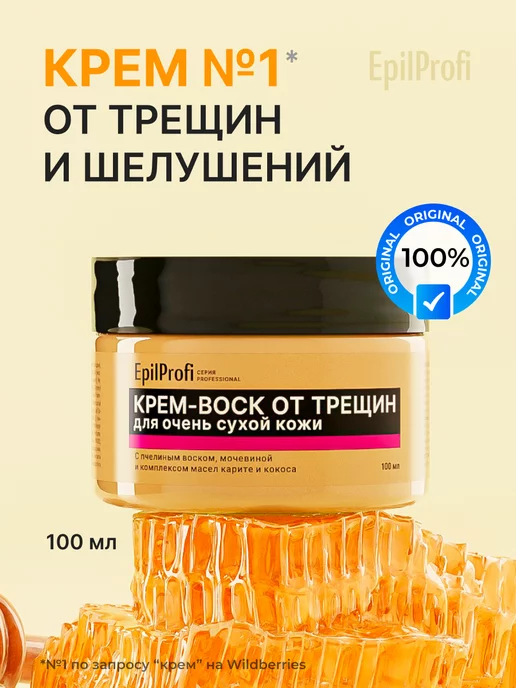 КРЕМ №1*
EpilProfi
ОТ ТРЕЩИН
И ШЕЛУШЕНИЙ
ORIGINAL ORIGINAL ORIGINAL
100%
EpilProfi СЕРИЯ PROFESSIONAL
КРЕМ-ВОСК ОТ ТРЕЩИН
для очень сухой кожи
С пчелиным воском, мочевиной
и комплексом масел карите и кокоса
100 мл
100 мл
*№1 по запросу “крем” на Wildberries